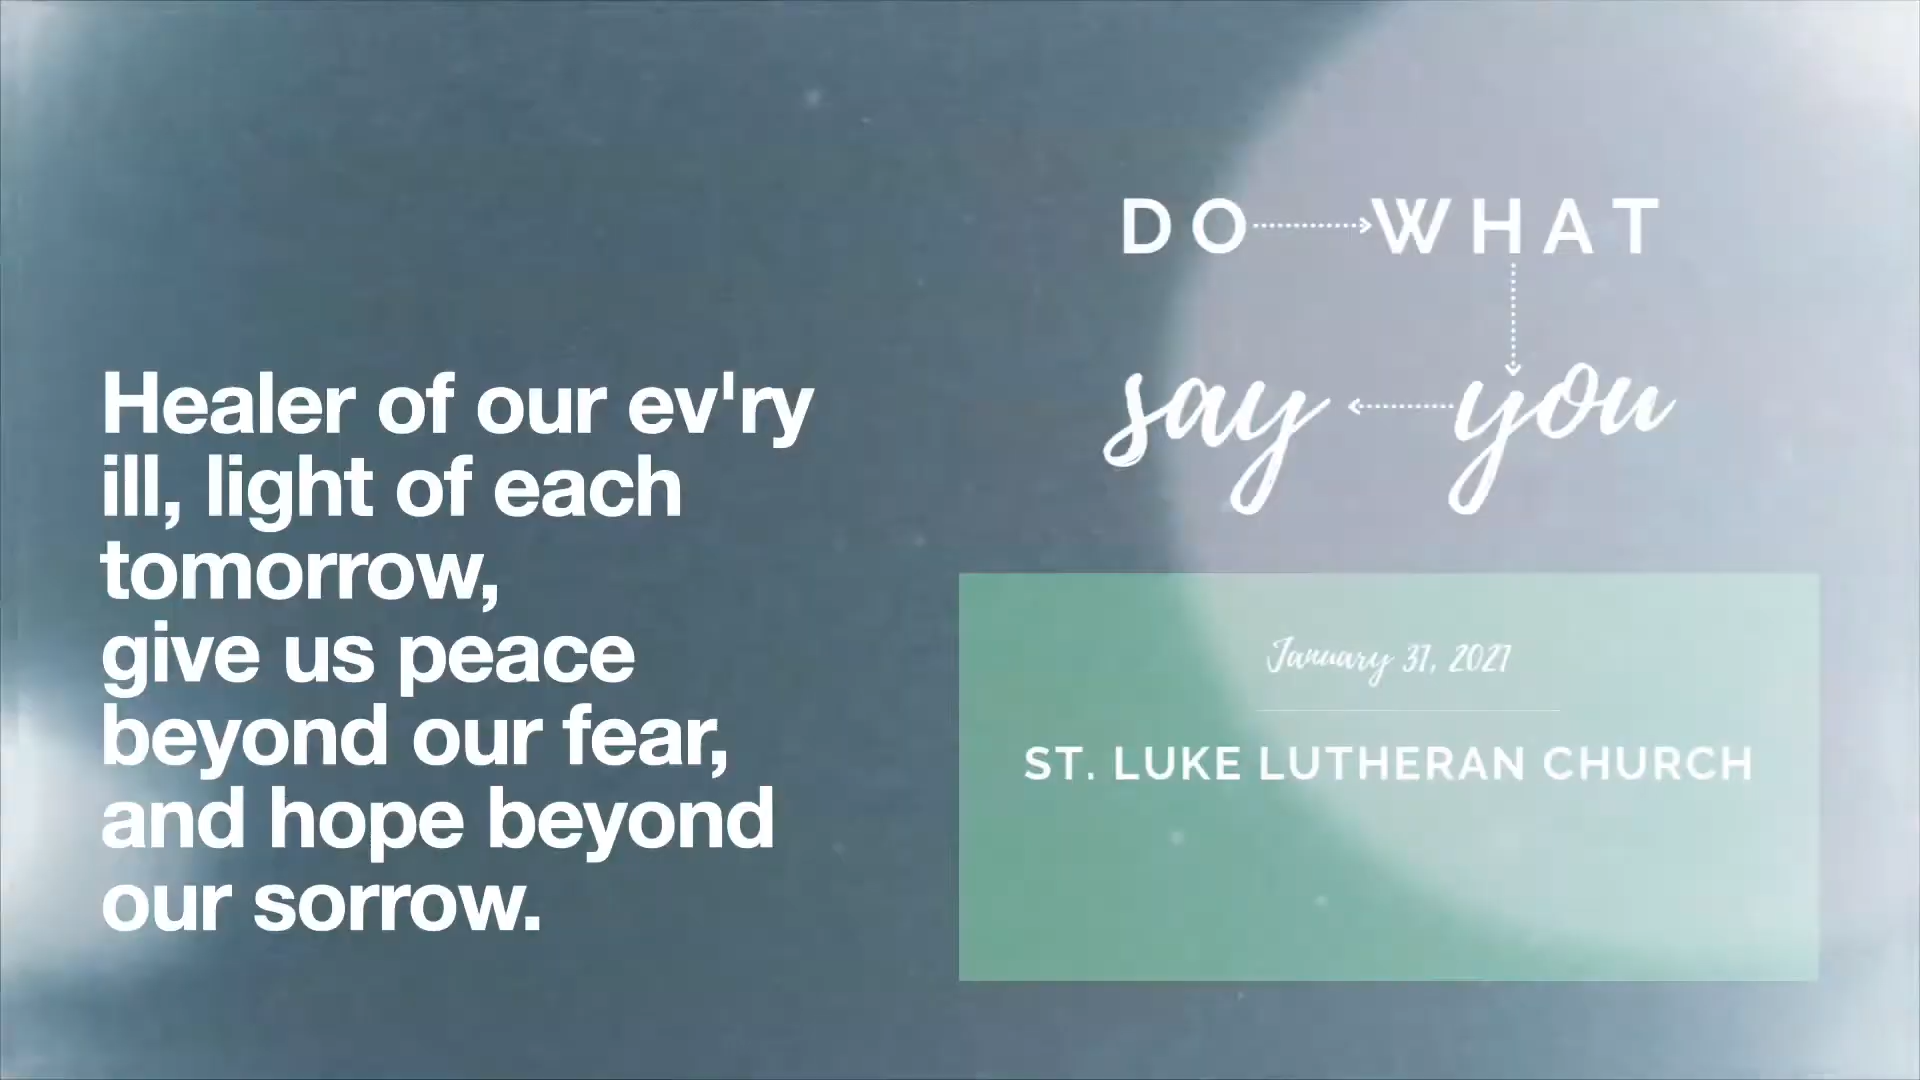 Healer of our ev'ry
ill, light of each
tomorrow,
give us peace
beyond our fear,
and hope beyond
our sorrow.
DO WHAT
say you
January 31, 2021
ST. LUKE LUTHERAN CHURCH